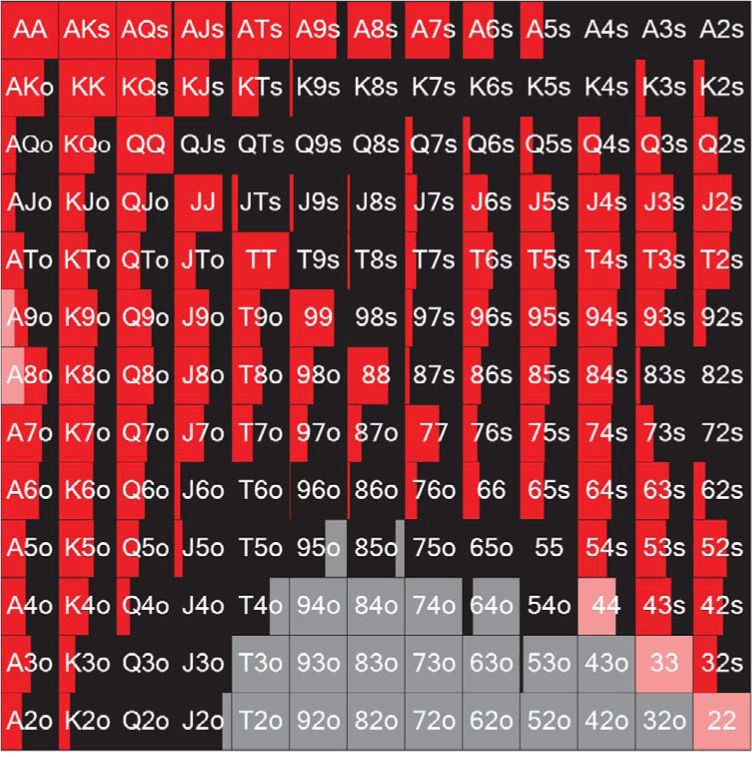 AA AKs AQs AJs ATs A9s A8s A7s A6s A5s A4s A3s A2s
AKo KK KQs KJs KTs K9s K8s K7s K6s K5s K4s K3s K2s
AQo KQo QQ QJs QTs Q9s Q8s Q7s Q6s Q5s Q4s Q3s Q2s
AJo KJo QJo JJ JTs J9s J8s J7s J6s J5s J4s J3s J2s
ATo KTo QTo JTo TT T9s T8s T7s T6s T5s T4s T3s T2s
A9o K9o Q9o J9o T9o 99 98s 97s 96s 95s 94s 93s 92s
A8o K8o Q8o J8o T8o 98o 88 87s 86s 85s 84s 83s 82s
A7o K7o Q7o J7o T7o 97o 87o 77 76s 75s 74s 73s 72s
A6o K6o Q6o J6o T6o 96o 86o 76o 66 65s 64s 63s 62s
A5o K5o Q5o J5o T5o 95o 85o 75o 65o 55 54s 53s 52s
A4o K4o Q4o J4o T4o 94o 84o 74o 64o 54o 44 43s 42s
A3o K3o Q3o J3o T3o 93o 83o 73o 63o 53o 43o 33 32s
A2o K2o Q2o J2o T2o 92o 82o 72o 62o 52o 42o 32o 22